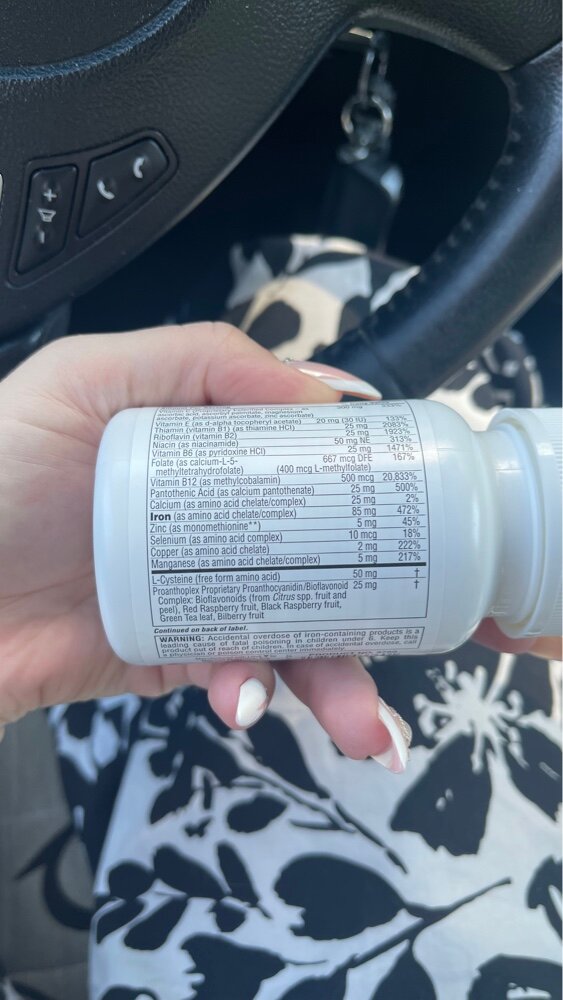 ascorbic acid, ascorbyl palmitate, magnesium
ascorbate, potassium ascorbate, zinc ascorbate)
Vitamin E (as d-alpha tocopheryl acetate) 20 mg (30 IU) 133%
Thiamin (vitamin B1) (as thiamine HCl) 25 mg 2083%
Riboflavin (vitamin B2) 25 mg 1923%
Niacin (as niacinamide) 50 mg NE 313%
Vitamin B6 (as pyridoxine HCl) 25 mg 1471%
Folate (as calcium-L-5- 667 mcg DFE 167%
methyltetrahydrofolate) (400 mcg L-methylfolate)
Vitamin B12 (as methylcobalamin) 500 mcg 20,833%
Pantothenic Acid (as calcium pantothenate) 25 mg 500%
Calcium (as amino acid chelate/complex) 25 mg 2%
Iron (as amino acid chelate/complex) 85 mg 472%
Zinc (as monomethionine**) 5 mg 45%
Selenium (as amino acid complex) 10 mcg 18%
Copper (as amino acid chelate) 2 mg 222%
Manganese (as amino acid chelate/complex) 5 mg 217%
L-Cysteine (free form amino acid) 50 mg †
Proanthoplex Proprietary Proanthocyanidin/Bioflavonoid 25 mg †
Complex: Bioflavonoids (from Citrus spp. fruit and
peel), Red Raspberry fruit, Black Raspberry fruit,
Green Tea leaf, Bilberry fruit
Continued on back of label.
WARNING: Accidental overdose of iron-containing products is a
leading cause of fatal poisoning in children under 6. Keep this
product out of reach of children. In case of accidental overdose, call
a physician or poison control center immediately.